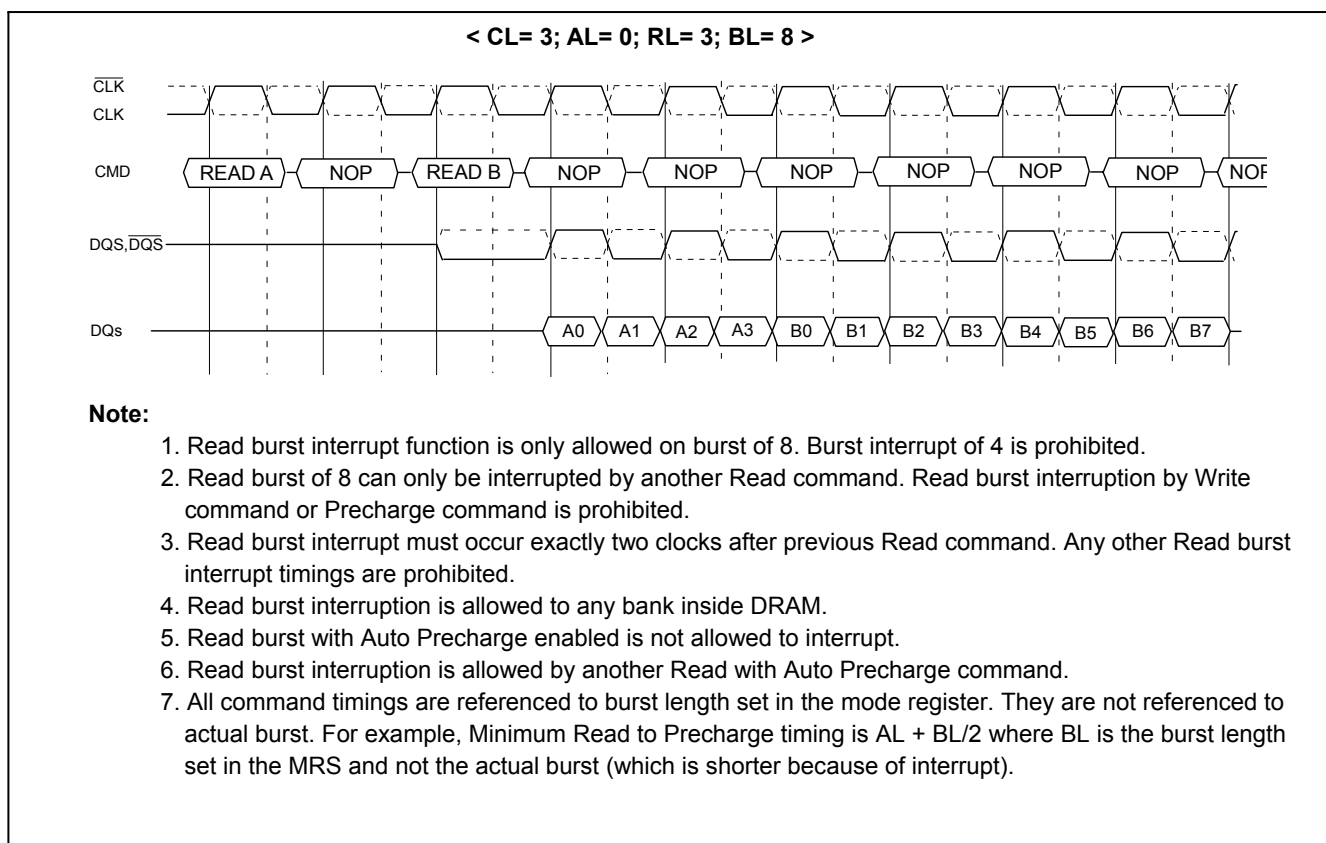 < CL= 3; AL= 0; RL= 3; BL= 8 >
CLK
CLK
CMD READ A NOP READ B NOP NOP NOP NOP NOP NOP NOP
DQS,DQS
DQs A0 A1 A2 A3 B0 B1 B2 B3 B4 B5 B6 B7
Note:
1. Read burst interrupt function is only allowed on burst of 8. Burst interrupt of 4 is prohibited.
2. Read burst of 8 can only be interrupted by another Read command. Read burst interruption by Write
command or Precharge command is prohibited.
3. Read burst interrupt must occur exactly two clocks after previous Read command. Any other Read burst
interrupt timings are prohibited.
4. Read burst interruption is allowed to any bank inside DRAM.
5. Read burst with Auto Precharge enabled is not allowed to interrupt.
6. Read burst interruption is allowed by another Read with Auto Precharge command.
7. All command timings are referenced to burst length set in the mode register. They are not referenced to
actual burst. For example, Minimum Read to Precharge timing is AL + BL/2 where BL is the burst length
set in the MRS and not the actual burst (which is shorter because of interrupt).